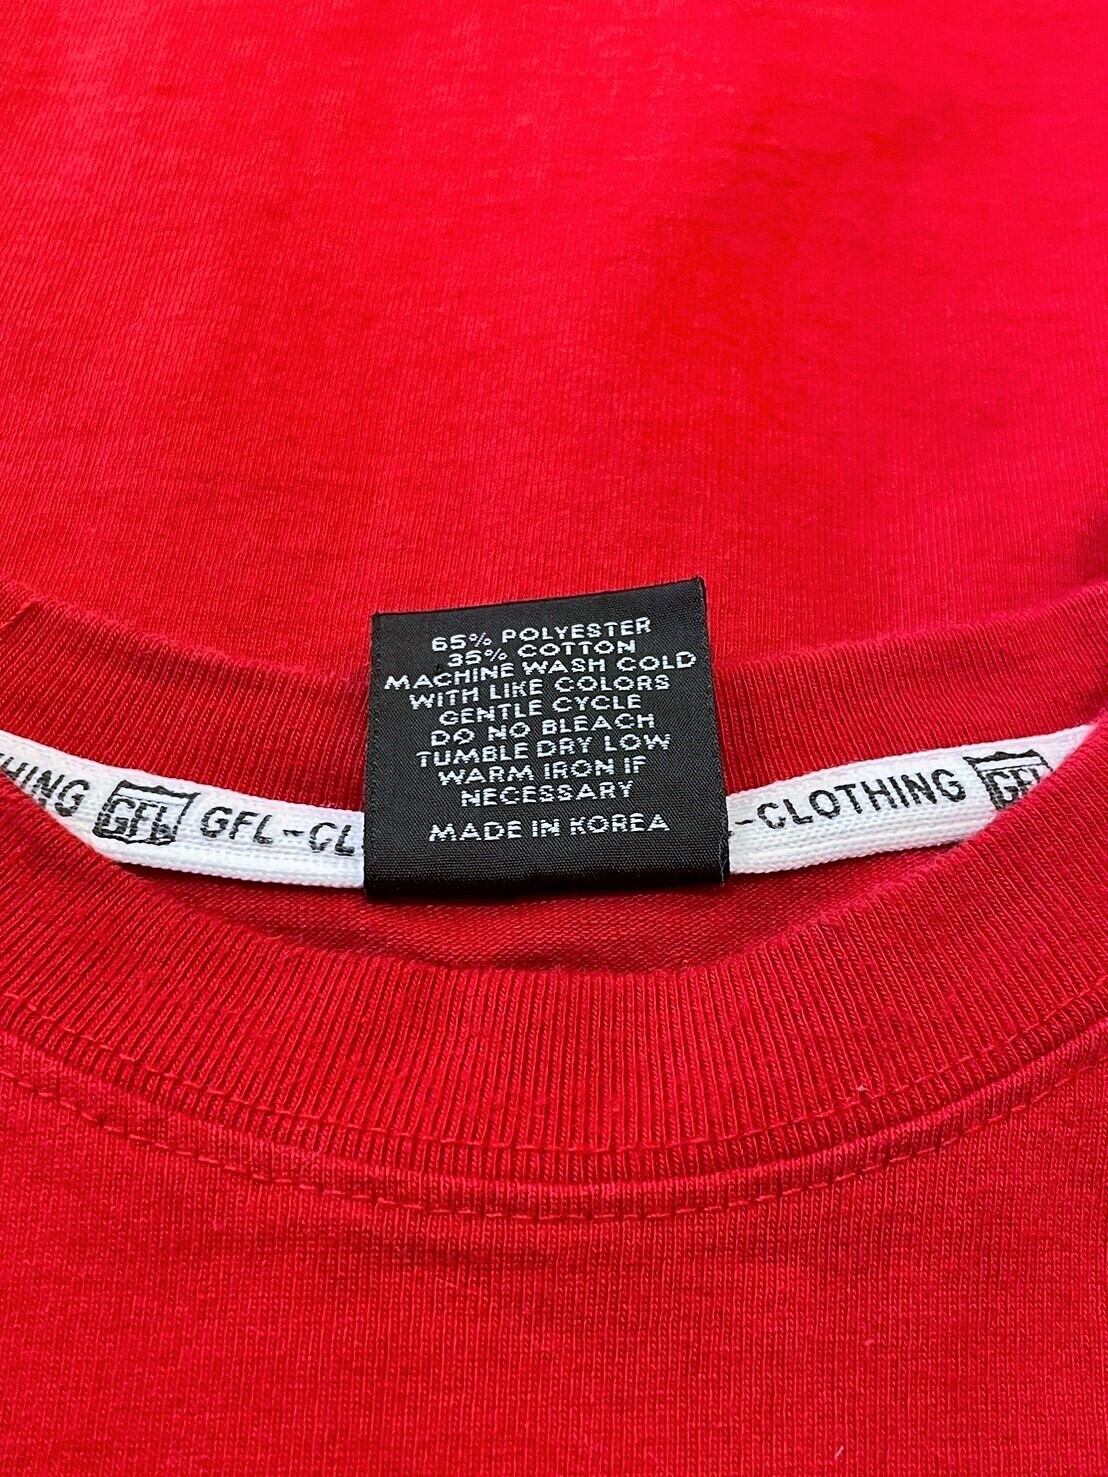 65% POLYESTER
35% COTTON
MACHINE WASH COLD
WITH LIKE COLORS
GENTLE CYCLE
DO NO BLEACH
TUMBLE DRY LOW
WARM IRON IF
NECESSARY
MADE IN KOREA
HING GFL GFL-CL
-CLOTHING GFL